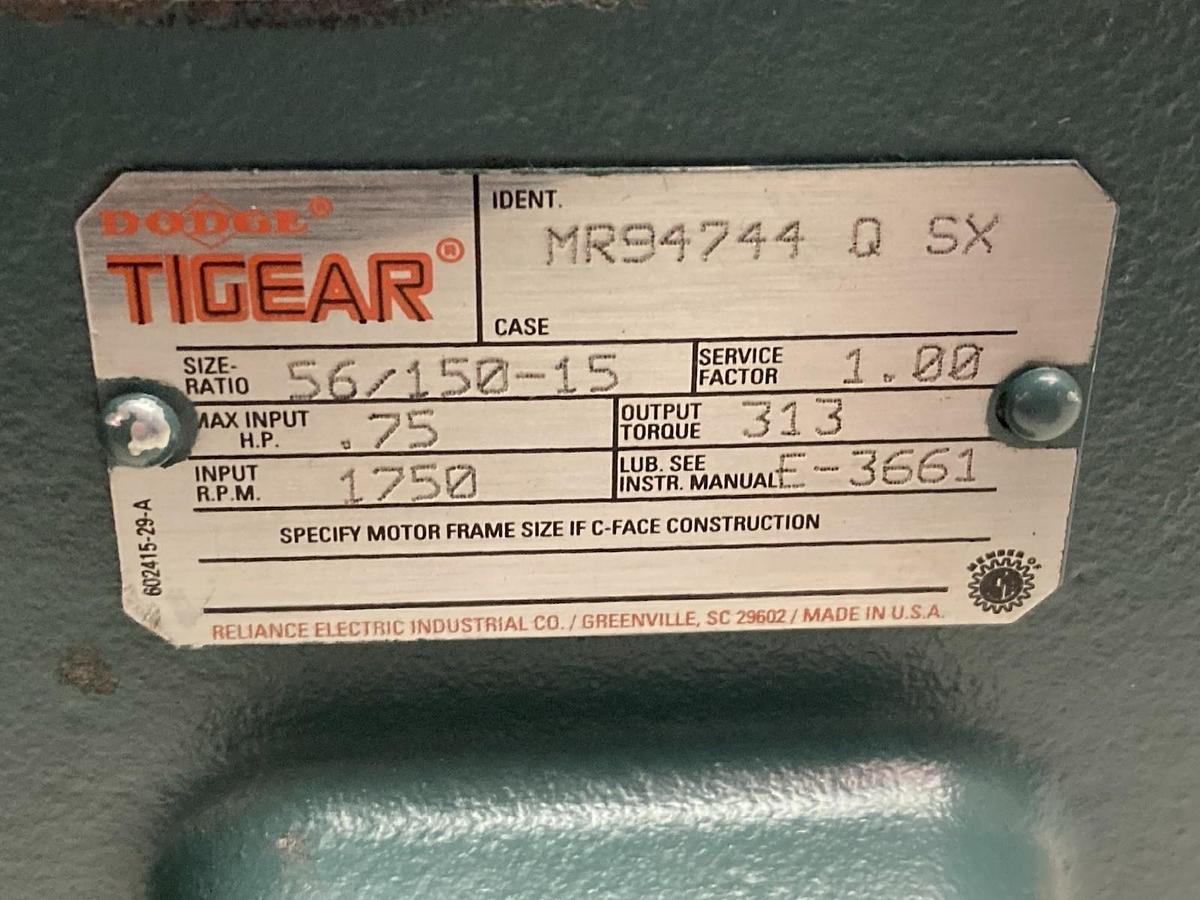 DODGE®
TIGEAR®
IDENT.
MR94744 Q SX
CASE
SIZE-
RATIO 56/150-15
SERVICE
FACTOR 1.00
MAX INPUT
H.P. .75
OUTPUT
TORQUE 313
INPUT
R.P.M. 1750
LUB. SEE
INSTR. MANUAL E-3661
SPECIFY MOTOR FRAME SIZE IF C-FACE CONSTRUCTION
602415-29-A
MEMBER OF
RELIANCE ELECTRIC INDUSTRIAL CO. / GREENVILLE, SC 29602 / MADE IN U.S.A.